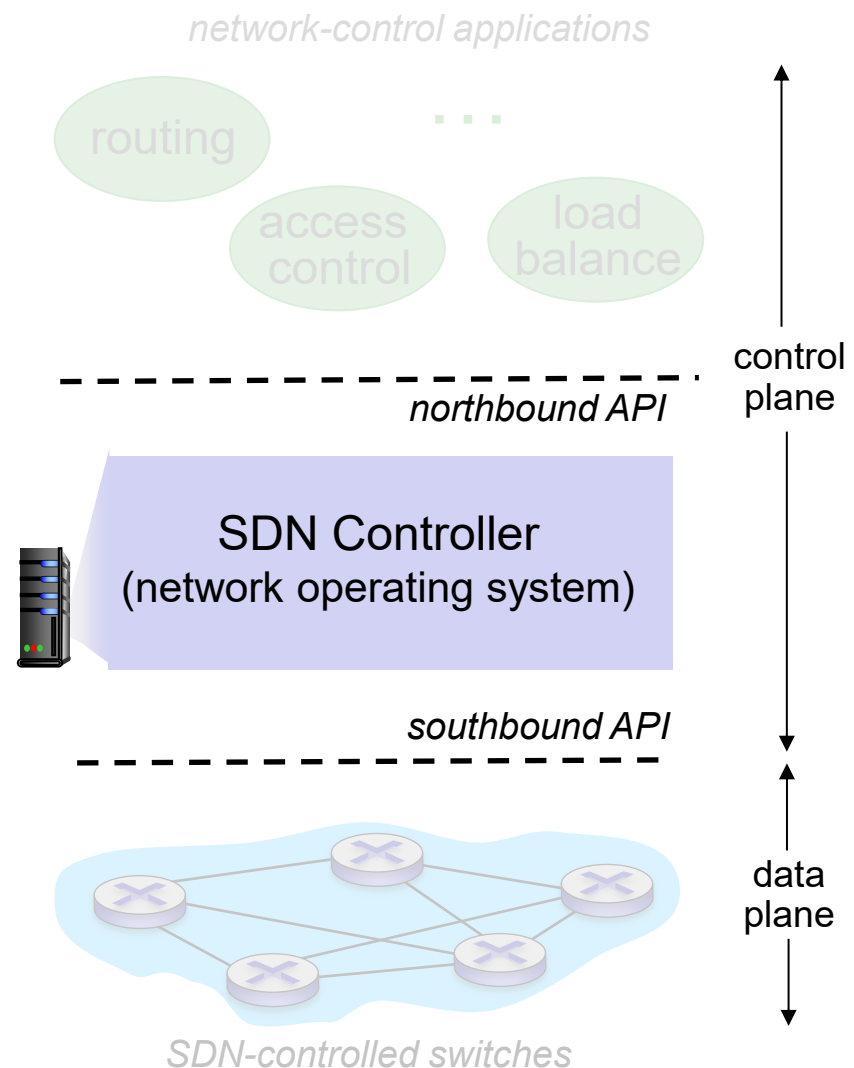 network-control applications
routing
...
access
control
load
balance
control
plane
northbound API
SDN Controller
(network operating system)
southbound API
data
plane
SDN-controlled switches